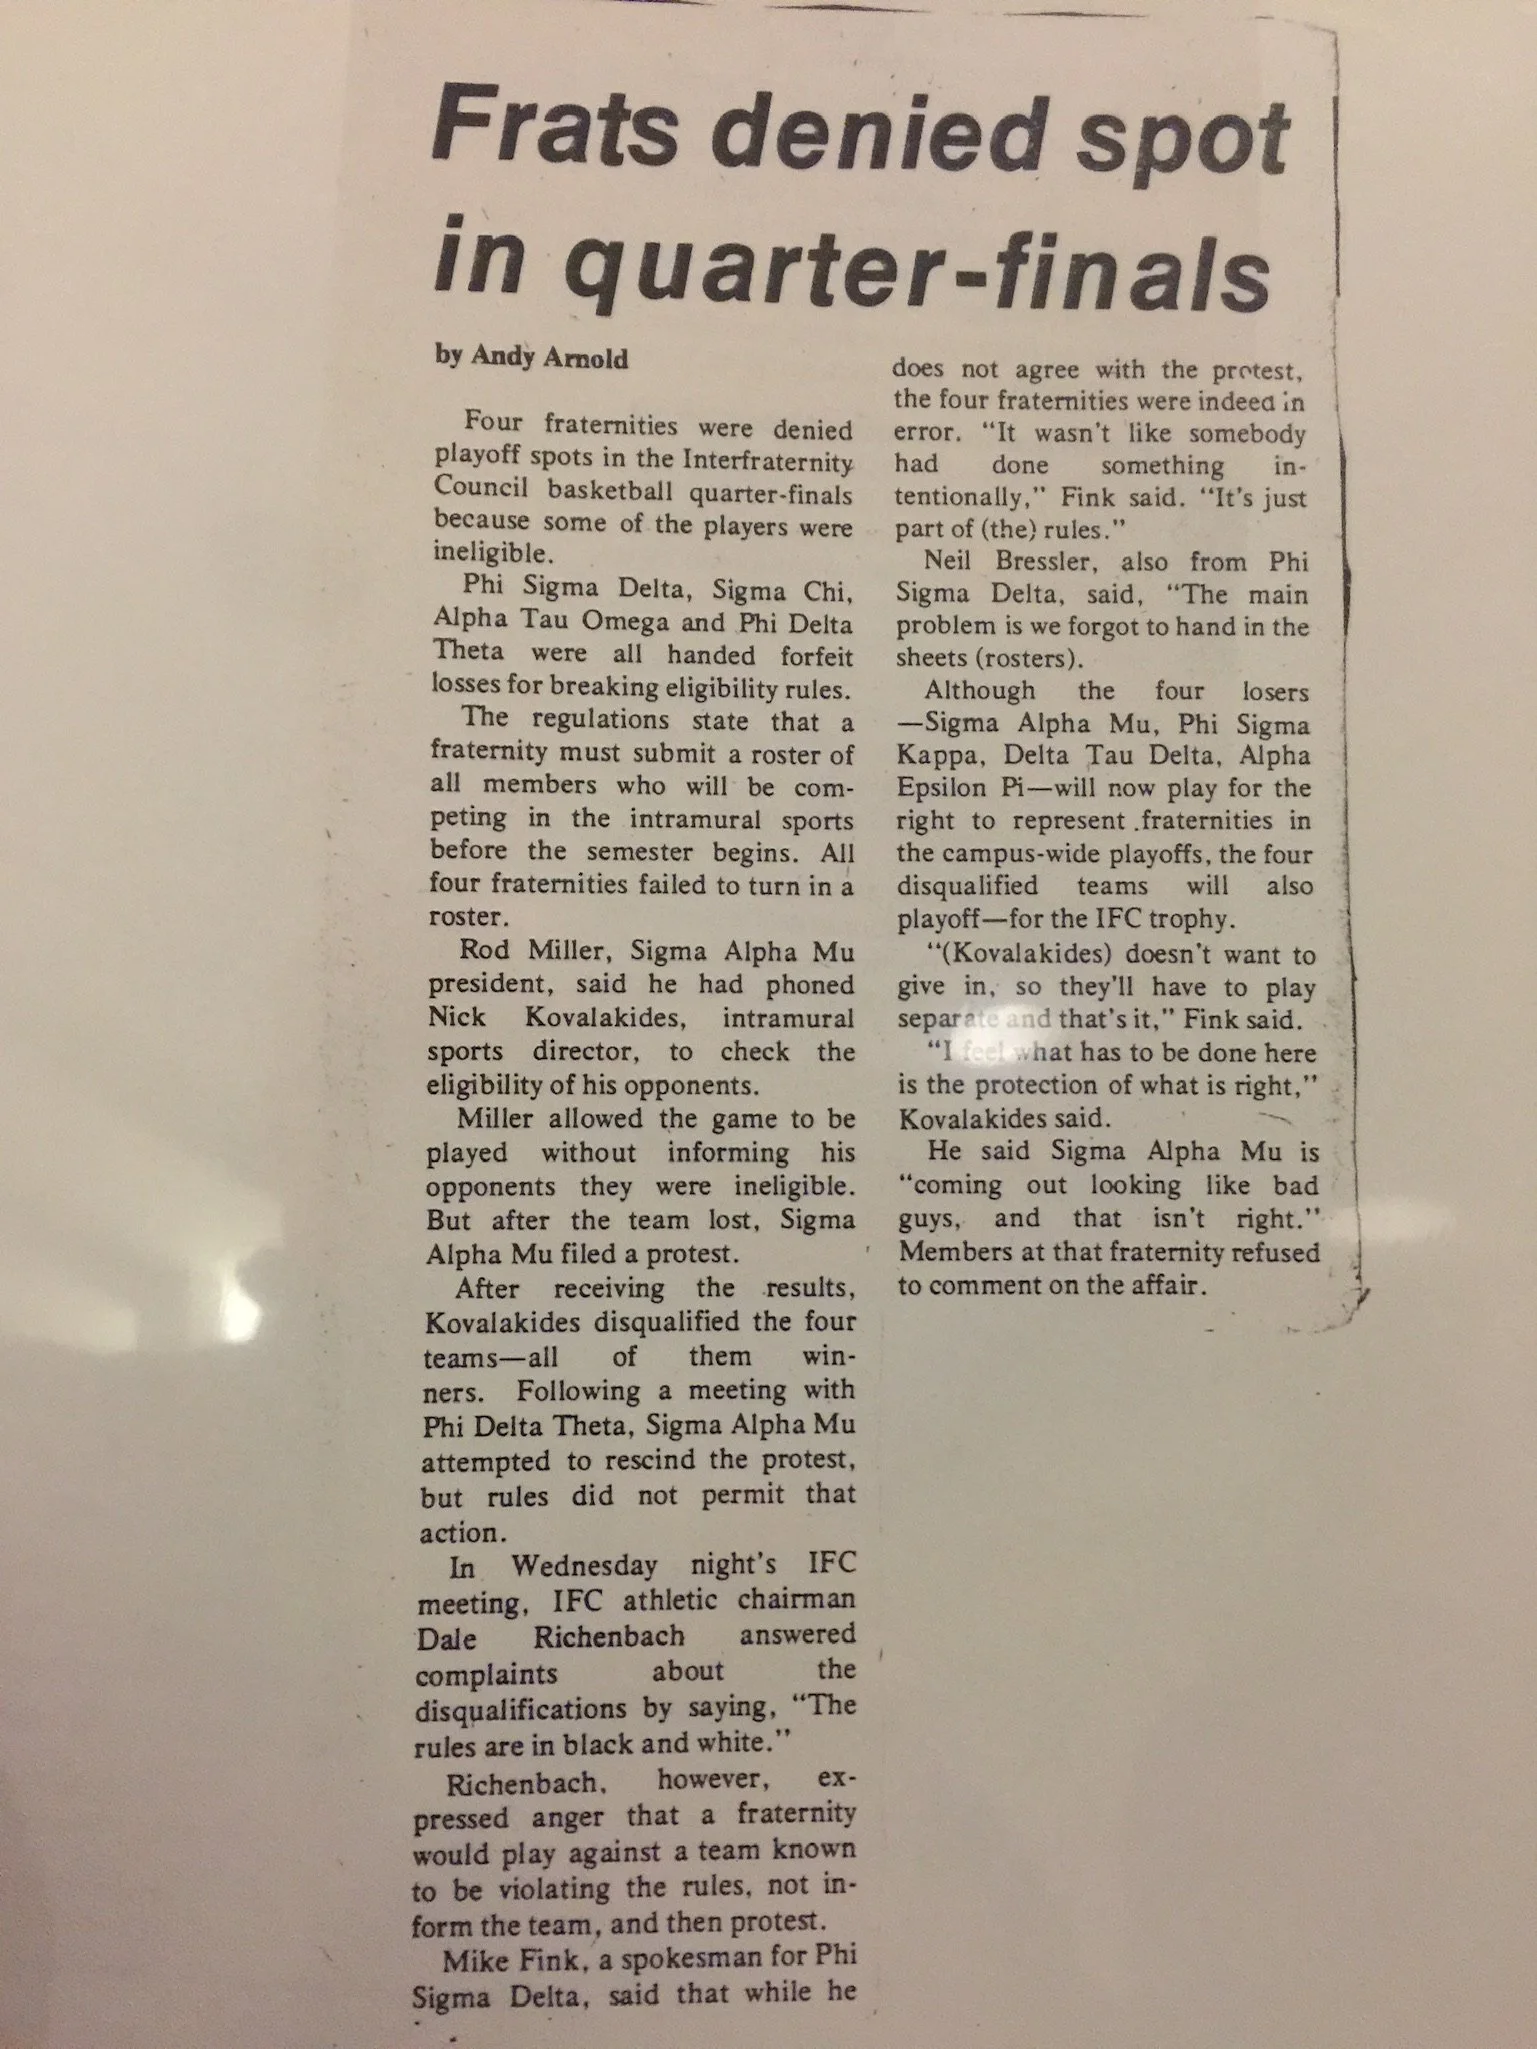 Frats denied spot
in quarter-finals
by Andy Arnold
Four fraternities were denied
playoff spots in the Interfraternity
Council basketball quarter-finals
because some of the players were
ineligible.
Phi Sigma Delta, Sigma Chi,
Alpha Tau Omega and Phi Delta
Theta were all handed forfeit
losses for breaking eligibility rules.
The regulations state that a
fraternity must submit a roster of
all members who will be com-
peting in the intramural sports
before the semester begins. All
four fraternities failed to turn in a
roster.
Rod Miller, Sigma Alpha Mu
president, said he had phoned
Nick Kovalakides, intramural
sports director, to check the
eligibility of his opponents.
Miller allowed the game to be
played without informing his
opponents they were ineligible.
But after the team lost, Sigma
Alpha Mu filed a protest.
After receiving the results,
Kovalakides disqualified the four
teams—all of them win-
ners. Following a meeting with
Phi Delta Theta, Sigma Alpha Mu
attempted to rescind the protest,
but rules did not permit that
action.
In Wednesday night's IFC
meeting, IFC athletic chairman
Dale Richenbach answered
complaints about the
disqualifications by saying, "The
rules are in black and white."
Richenbach, however, ex-
pressed anger that a fraternity
would play against a team known
to be violating the rules, not in-
form the team, and then protest.
Mike Fink, a spokesman for Phi
Sigma Delta, said that while he
does not agree with the protest,
the four fraternities were indeed in
error. "It wasn't like somebody
had done something in-
tentionally," Fink said. "It's just
part of (the) rules."
Neil Bressler, also from Phi
Sigma Delta, said, "The main
problem is we forgot to hand in the
sheets (rosters).
Although the four losers
—Sigma Alpha Mu, Phi Sigma
Kappa, Delta Tau Delta, Alpha
Epsilon Pi—will now play for the
right to represent fraternities in
the campus-wide playoffs, the four
disqualified teams will also
playoff—for the IFC trophy.
"(Kovalakides) doesn't want to
give in, so they'll have to play
separate and that's it," Fink said.
"I feel what has to be done here
is the protection of what is right,"
Kovalakides said.
He said Sigma Alpha Mu is
"coming out looking like bad
guys, and that isn't right."
Members at that fraternity refused
to comment on the affair.